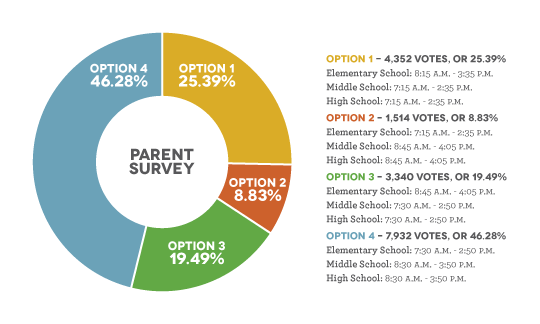 OPTION 4
46.28%
OPTION 1
25.39%
PARENT
SURVEY
OPTION 2
8.83%
OPTION 3
19.49%
OPTION 1 – 4,352 VOTES, OR 25.39%
Elementary School: 8:15 A.M. - 3:35 P.M.
Middle School: 7:15 A.M. - 2:35 P.M.
High School: 7:15 A.M. - 2:35 P.M.
OPTION 2 – 1,514 VOTES, OR 8.83%
Elementary School: 7:15 A.M. - 2:35 P.M.
Middle School: 8:45 A.M. - 4:05 P.M.
High School: 8:45 A.M. - 4:05 P.M.
OPTION 3 – 3,340 VOTES, OR 19.49%
Elementary School: 8:45 A.M. - 4:05 P.M.
Middle School: 7:30 A.M. - 2:50 P.M.
High School: 7:30 A.M. - 2:50 P.M.
OPTION 4 – 7,932 VOTES, OR 46.28%
Elementary School: 7:30 A.M. - 2:50 P.M.
Middle School: 8:30 A.M. - 3:50 P.M.
High School: 8:30 A.M. - 3:50 P.M.